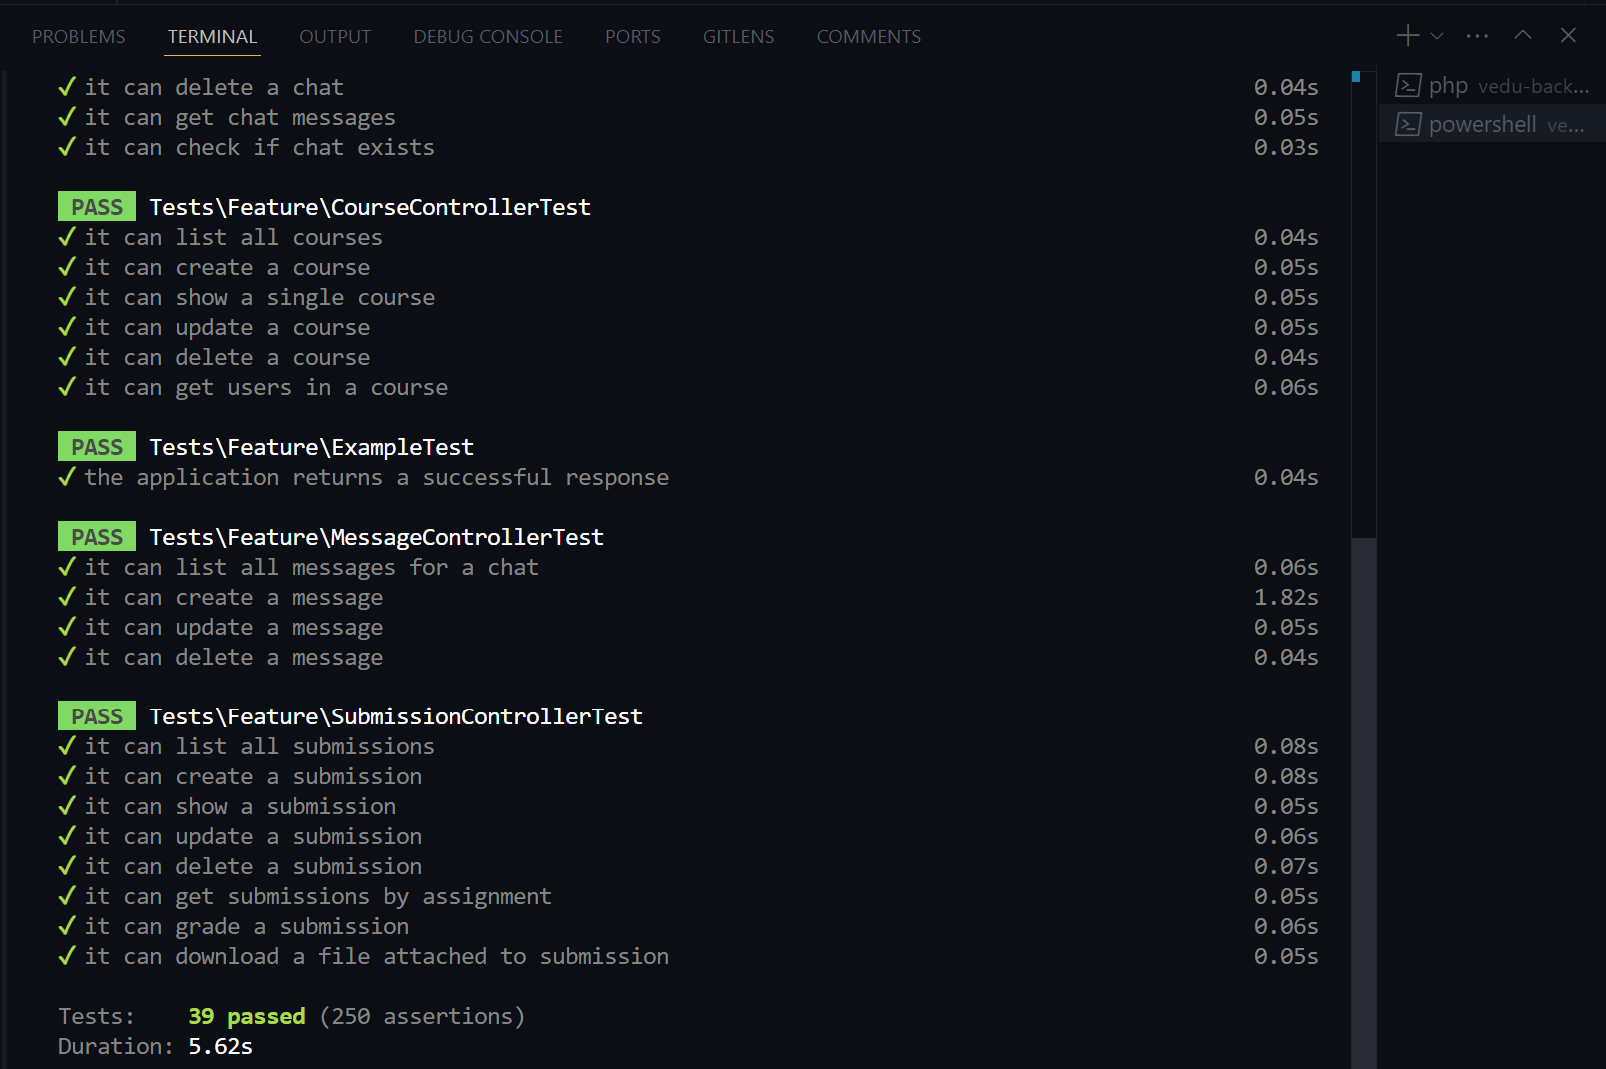 PROBLEMS TERMINAL OUTPUT DEBUG CONSOLE PORTS GITLENS COMMENTS
✓ it can delete a chat 0.04s
✓ it can get chat messages 0.05s
✓ it can check if chat exists 0.03s
PASS Tests\Feature\CourseControllerTest
✓ it can list all courses 0.04s
✓ it can create a course 0.05s
✓ it can show a single course 0.05s
✓ it can update a course 0.05s
✓ it can delete a course 0.04s
✓ it can get users in a course 0.06s
PASS Tests\Feature\ExampleTest
✓ the application returns a successful response 0.04s
PASS Tests\Feature\MessageControllerTest
✓ it can list all messages for a chat 0.06s
✓ it can create a message 1.82s
✓ it can update a message 0.05s
✓ it can delete a message 0.04s
PASS Tests\Feature\SubmissionControllerTest
✓ it can list all submissions 0.08s
✓ it can create a submission 0.08s
✓ it can show a submission 0.05s
✓ it can update a submission 0.06s
✓ it can delete a submission 0.07s
✓ it can get submissions by assignment 0.05s
✓ it can grade a submission 0.06s
✓ it can download a file attached to submission 0.05s
Tests: 39 passed (250 assertions)
Duration: 5.62s
php vedu-back...
powershell ve...